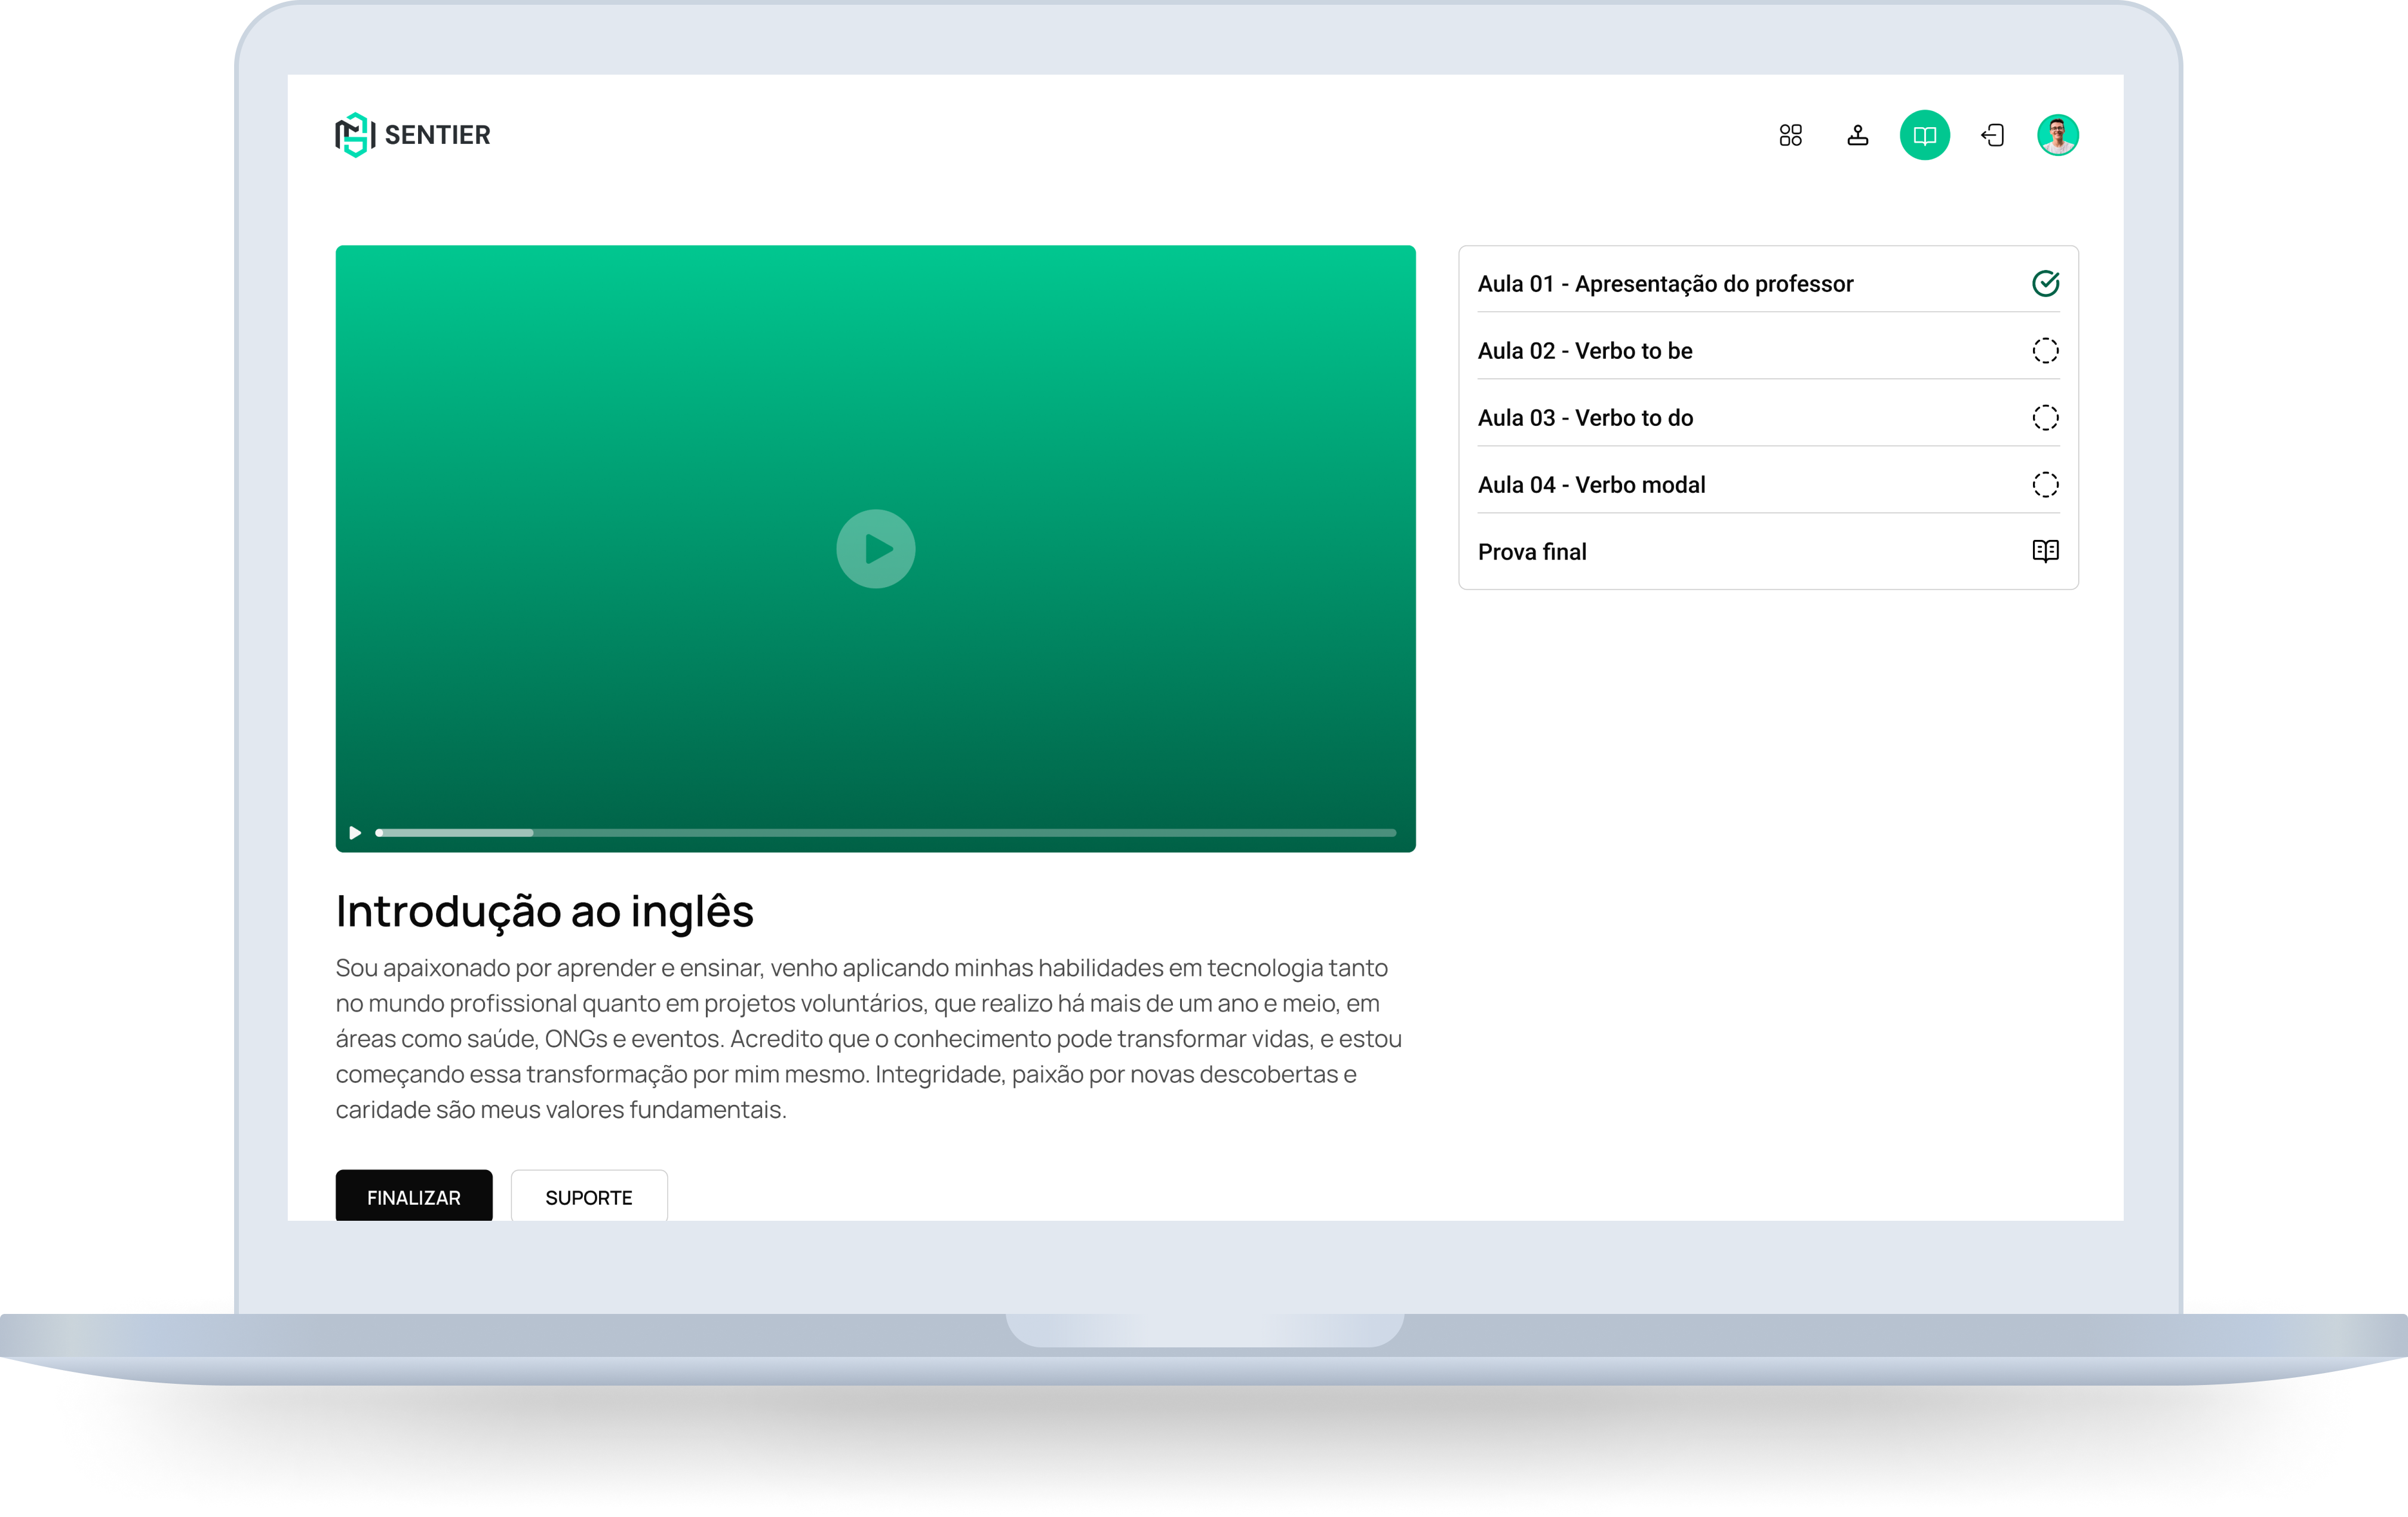 SENTIER
Aula 01 - Apresentação do professor
Aula 02 - Verbo to be
Aula 03 - Verbo to do
Aula 04 - Verbo modal
Prova final
Introdução ao inglês
Sou apaixonado por aprender e ensinar, venho aplicando minhas habilidades em tecnologia tanto
no mundo profissional quanto em projetos voluntários, que realizo há mais de um ano e meio, em
áreas como saúde, ONGs e eventos. Acredito que o conhecimento pode transformar vidas, e estou
começando essa transformação por mim mesmo. Integridade, paixão por novas descobertas e
caridade são meus valores fundamentais.
FINALIZAR
SUPORTE